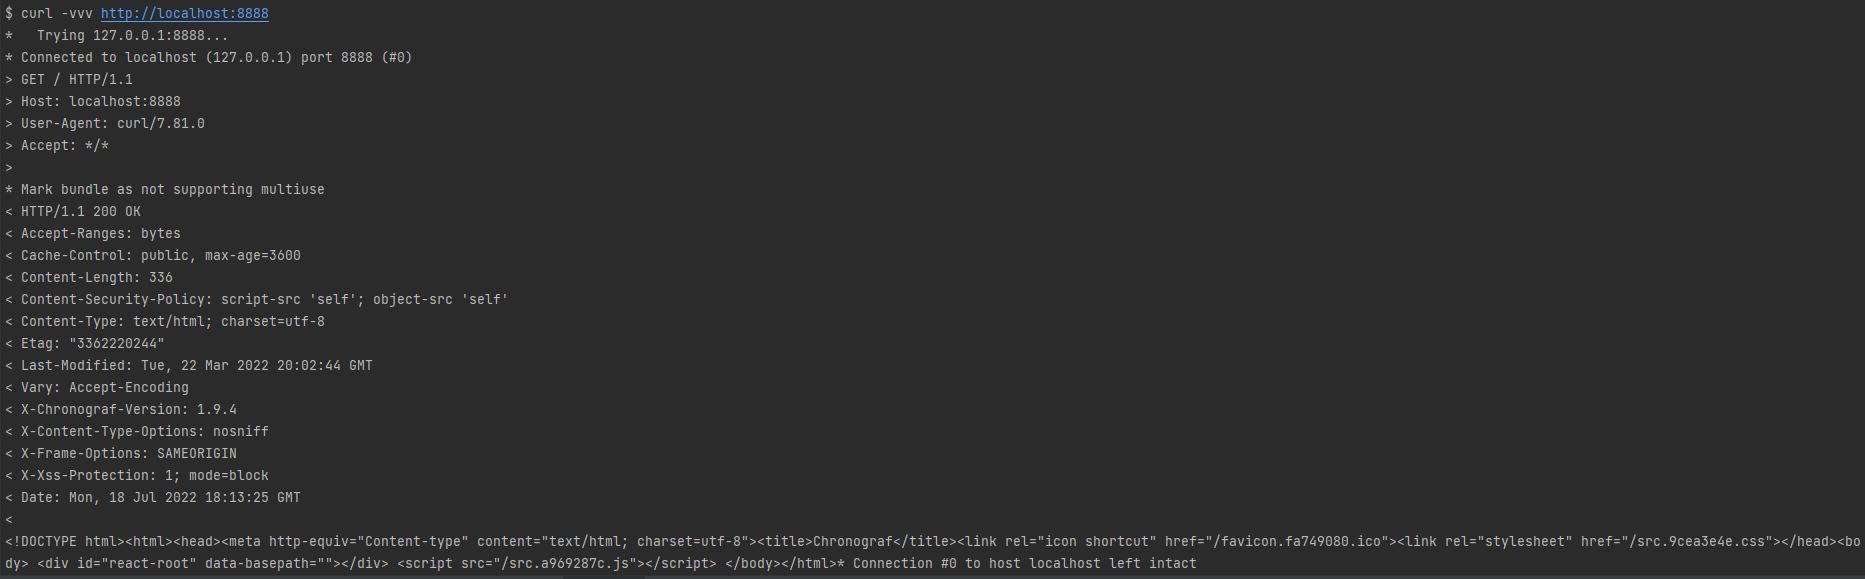 $ curl -vvv http://localhost:8888
*   Trying 127.0.0.1:8888...
* Connected to localhost (127.0.0.1) port 8888 (#0)
> GET / HTTP/1.1
> Host: localhost:8888
> User-Agent: curl/7.81.0
> Accept: */*
>
* Mark bundle as not supporting multiuse
< HTTP/1.1 200 OK
< Accept-Ranges: bytes
< Cache-Control: public, max-age=3600
< Content-Length: 336
< Content-Security-Policy: script-src 'self'; object-src 'self'
< Content-Type: text/html; charset=utf-8
< Etag: "3362220244"
< Last-Modified: Tue, 22 Mar 2022 20:02:44 GMT
< Vary: Accept-Encoding
< X-Chronograf-Version: 1.9.4
< X-Content-Type-Options: nosniff
< X-Frame-Options: SAMEORIGIN
< X-Xss-Protection: 1; mode=block
< Date: Mon, 18 Jul 2022 18:13:25 GMT
<
<!DOCTYPE html><html><head><meta http-equiv="Content-type" content="text/html; charset=utf-8"><title>Chronograf</title><link rel="icon shortcut" href="/favicon.fa749080.ico"><link rel="stylesheet" href="/src.9cea3e4e.css"></head><bo
dy> <div id="react-root" data-basepath=""></div> <script src="/src.a969287c.js"></script> </body></html>* Connection #0 to host localhost left intact